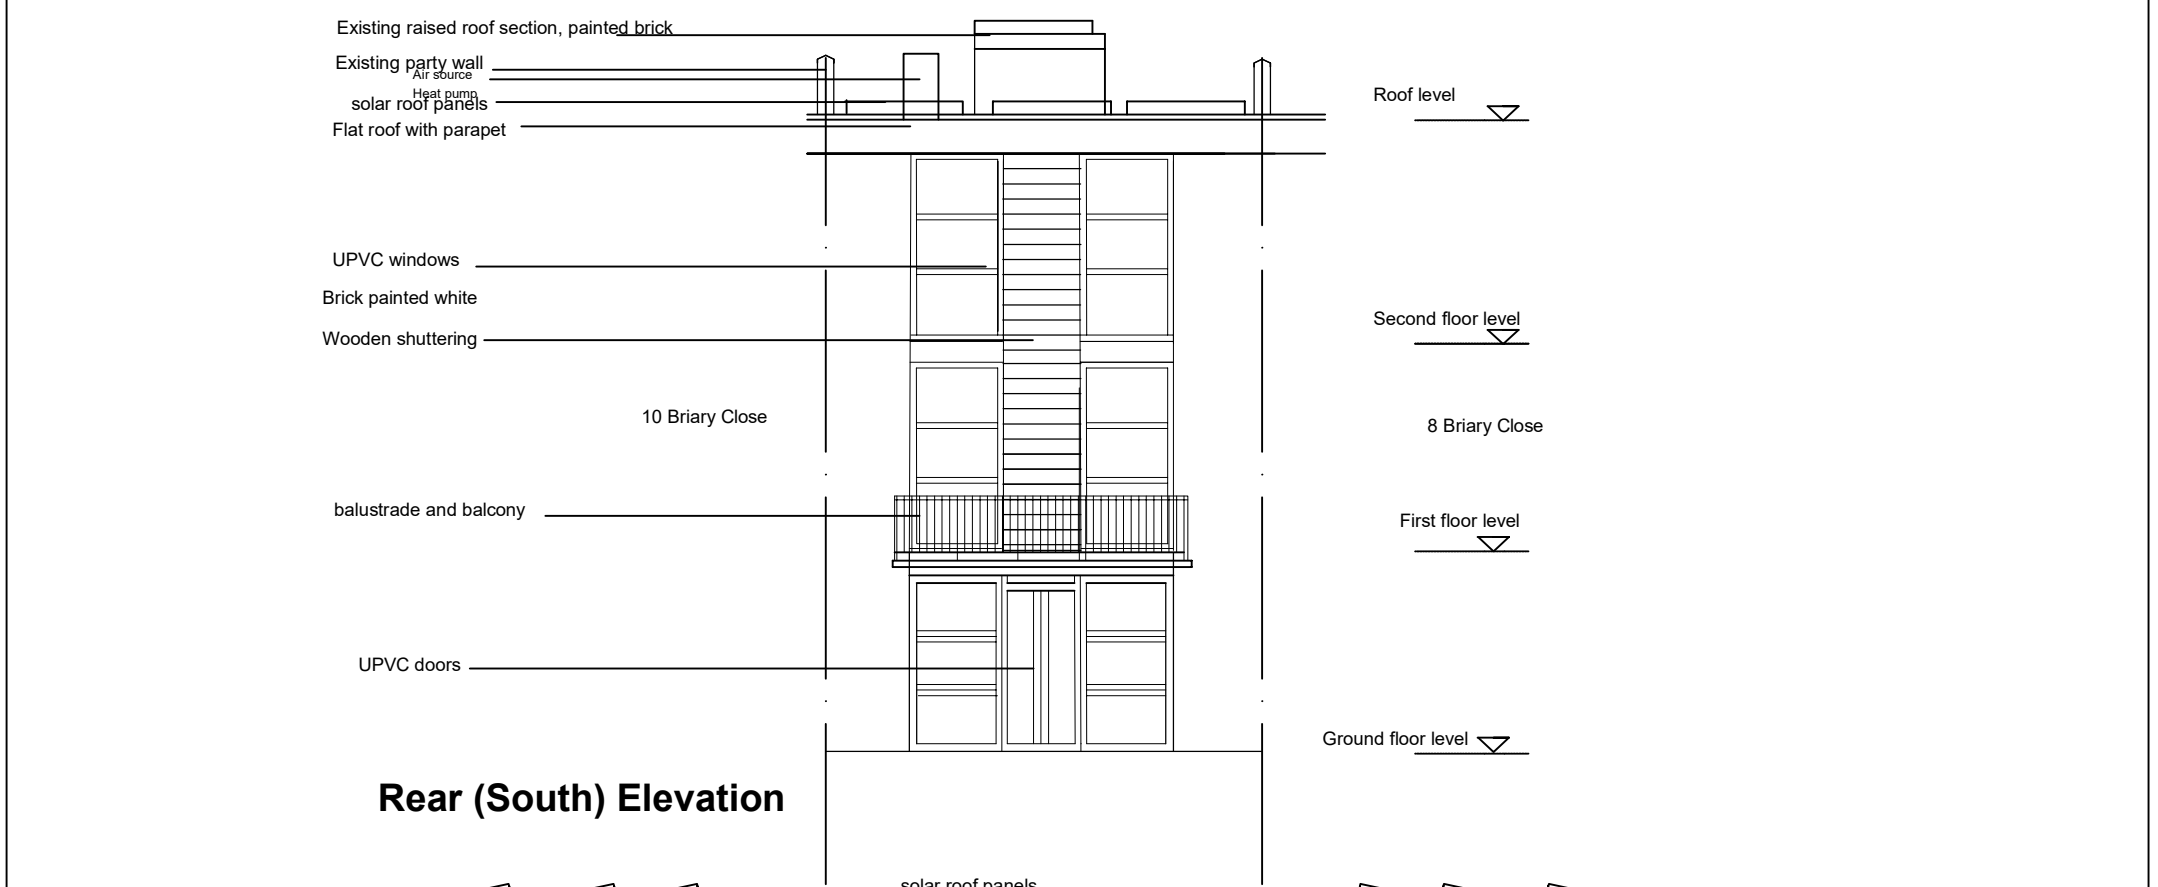 Existing raised roof section, painted brick
Existing party wall
Air source
Heat pump
solar roof panels
Flat roof with parapet
Roof level
UPVC windows
Brick painted white
Second floor level
Wooden shuttering
10 Briary Close
8 Briary Close
balustrade and balcony
First floor level
UPVC doors
Ground floor level
Rear (South) Elevation
solar roof panels